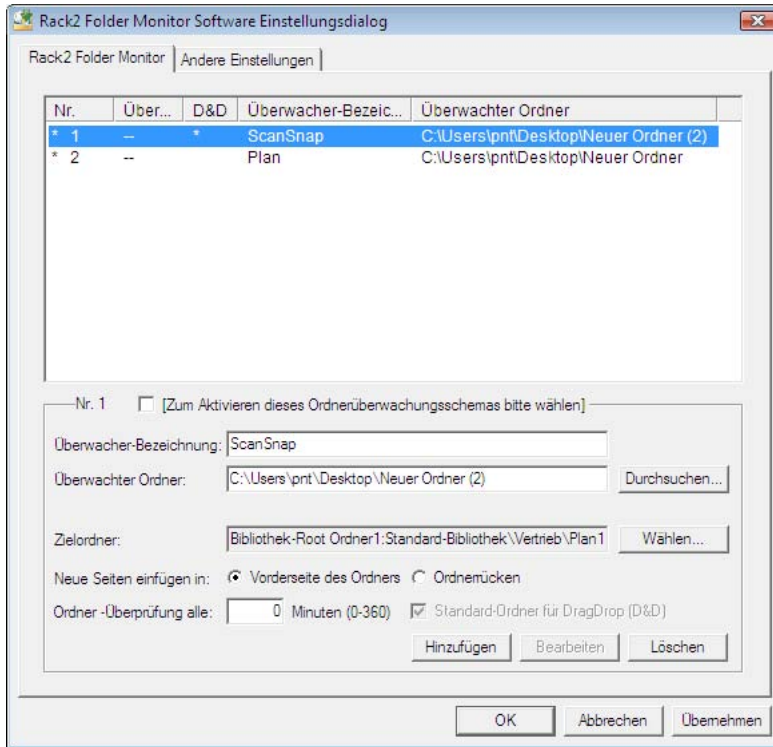 Rack2 Folder Monitor Software Einstellungsdialog
Rack2 Folder Monitor Andere Einstellungen
Nr. Über... D&D Überwacher-Bezeic... Überwachter Ordner
* 1 -- * ScanSnap C:\Users\pnt\Desktop\Neuer Ordner (2)
* 2 -- Plan C:\Users\pnt\Desktop\Neuer Ordner
Nr. 1 [Zum Aktivieren dieses Ordnerüberwachungsschemas bitte wählen]
Überwacher-Bezeichnung: ScanSnap
Überwachter Ordner: C:\Users\pnt\Desktop\Neuer Ordner (2) Durchsuchen...
Zielordner: Bibliothek-Root Ordner1:Standard-Bibliothek\Vertrieb\Plan1 Wählen...
Neue Seiten einfügen in: Vorderseite des Ordners Ordnerrücken
Ordner -Überprüfung alle: 0 Minuten (0-360) Standard-Ordner für DragDrop (D&D)
Hinzufügen Bearbeiten Löschen
OK Abbrechen Übernehmen